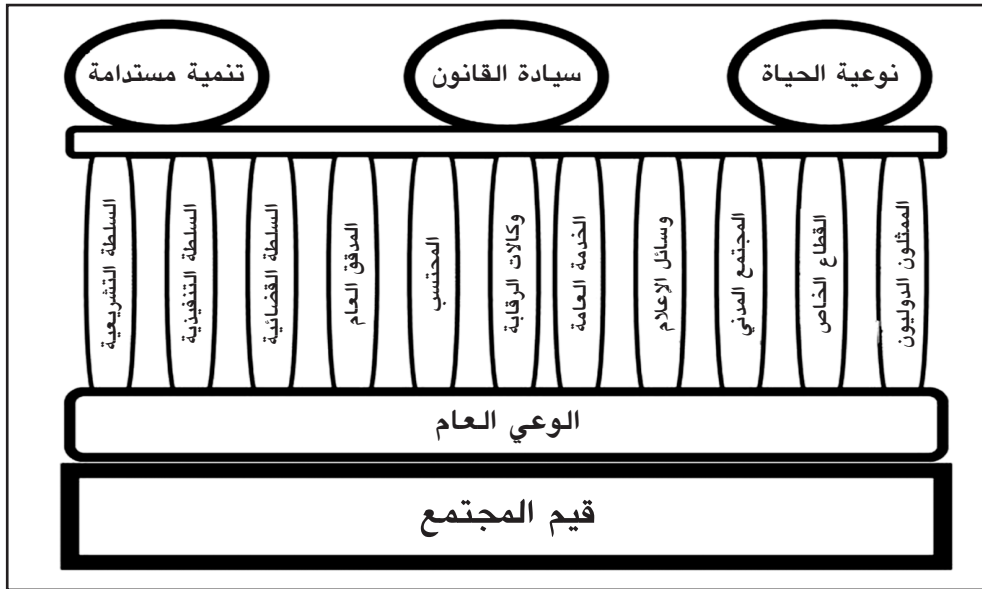 نوعية الحياة
سيادة القانون
تنمية مستدامة
الممثلون الدوليون
القطاع الخاص
المجتمع المدني
وسائل الإعلام
الخدمة العامة
وكالات الرقابة
المحتسب
المدقق العام
السلطة القضائية
السلطة التنفيذية
السلطة التشريعية
الوعي العام
قيم المجتمع